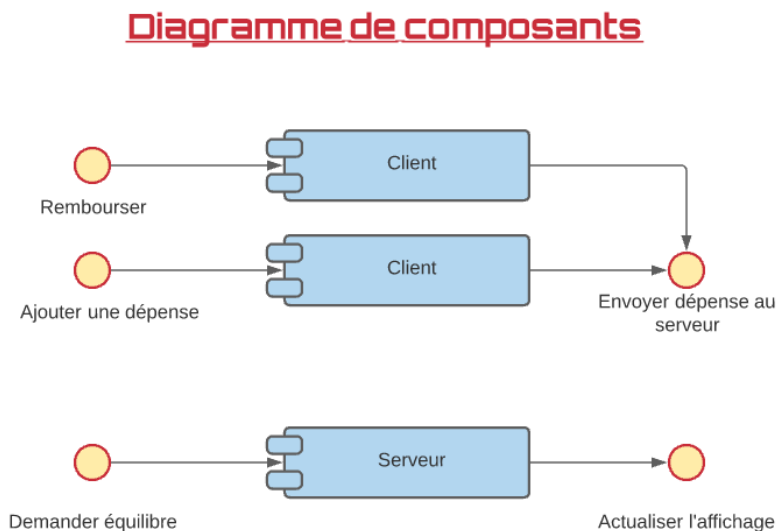 Diagramme de composants
Client
Rembourser
Client
Ajouter une dépense
Envoyer dépense au
serveur
Serveur
Demander équilibre
Actualiser l'affichage